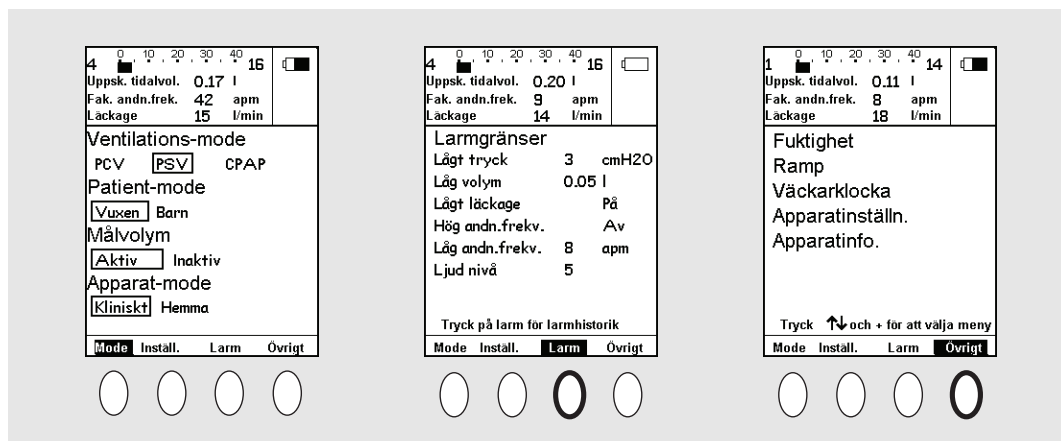 0 10 20 30 40
4 16
Uppsk. tidalvol. 0.17 l
Fak. andn.frek. 42 apm
Läckage 15 l/min
Ventilations-mode
PCV PSV CPAP
Patient-mode
Vuxen Barn
Målvolym
Aktiv Inaktiv
Apparat-mode
Kliniskt Hemma
Mode Inställ. Larm Övrigt
0 10 20 30 40
4 16
Uppsk. tidalvol. 0.20 l
Fak. andn.frek. 9 apm
Läckage 14 l/min
Larmgränser
Lågt tryck 3 cmH2O
Låg volym 0.05 l
Lågt läckage På
Hög andn.frekv. Av
Låg andn.frekv. 8 apm
Ljud nivå 5
Tryck på larm för larmhistorik
Mode Inställ. Larm Övrigt
0 10 20 30 40
1 14
Uppsk. tidalvol. 0.11 l
Fak. andn.frek. 8 apm
Läckage 18 l/min
Fuktighet
Ramp
Väckarklocka
Apparatinställn.
Apparatinfo.
Tryck ↑↓ och + för att välja meny
Mode Inställ. Larm Övrigt